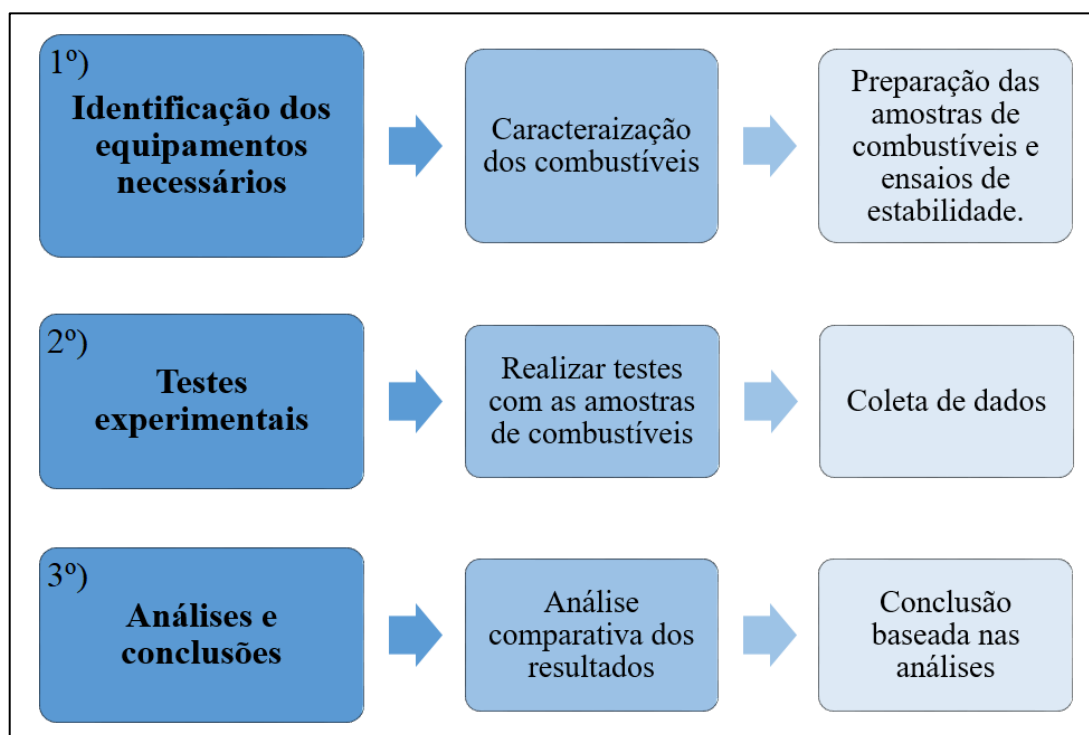 1º)
Identificação dos
equipamentos
necessários
Caracteraização
dos combustíveis
Preparação das
amostras de
combustíveis e
ensaios de
estabilidade.
2º)
Testes
experimentais
Realizar testes
com as amostras
de combustíveis
Coleta de dados
3º)
Análises e
conclusões
Análise
comparativa dos
resultados
Conclusão
baseada nas
análises